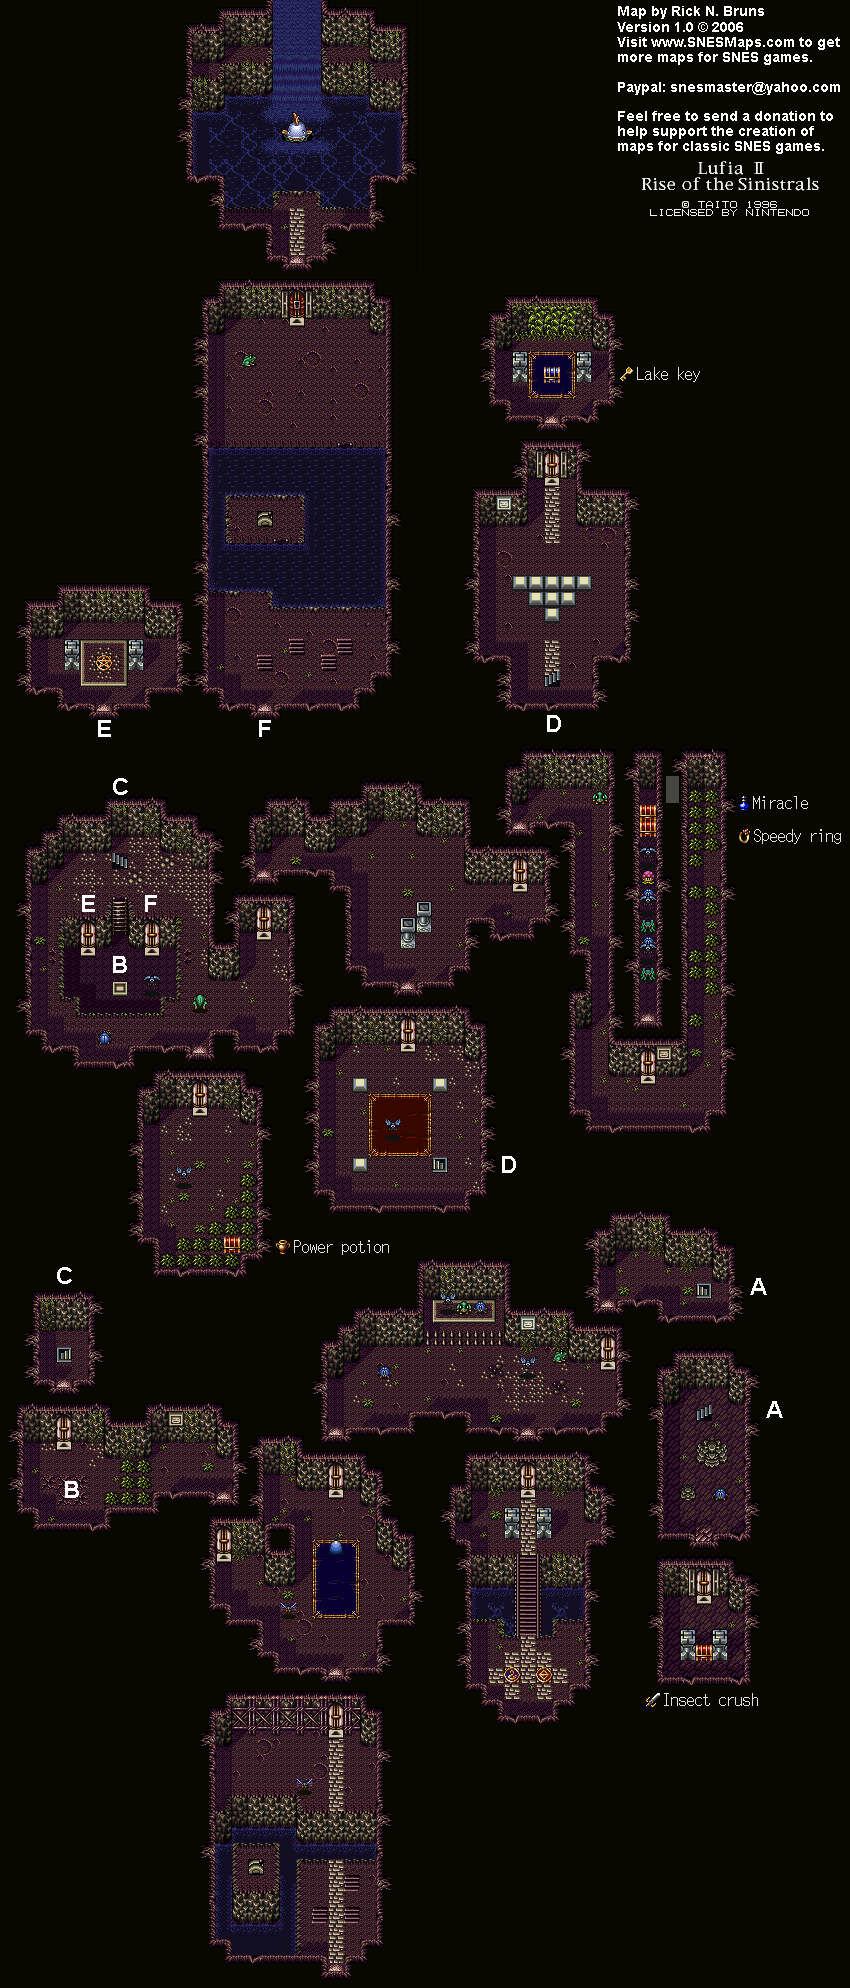 Map by Rick N. Bruns
Version 1.0 © 2006
Visit www.SNESMaps.com to get
more maps for SNES games.
Paypal: snesmaster@yahoo.com
Feel free to send a donation to
help support the creation of
maps for classic SNES games.
Lufia II
Rise of the Sinistrals
© TAITO 1996
LICENSED BY NINTENDO
Lake key
E
F
D
C
Miracle
Speedy ring
E
F
B
D
Power potion
C
A
A
B
Insect crush